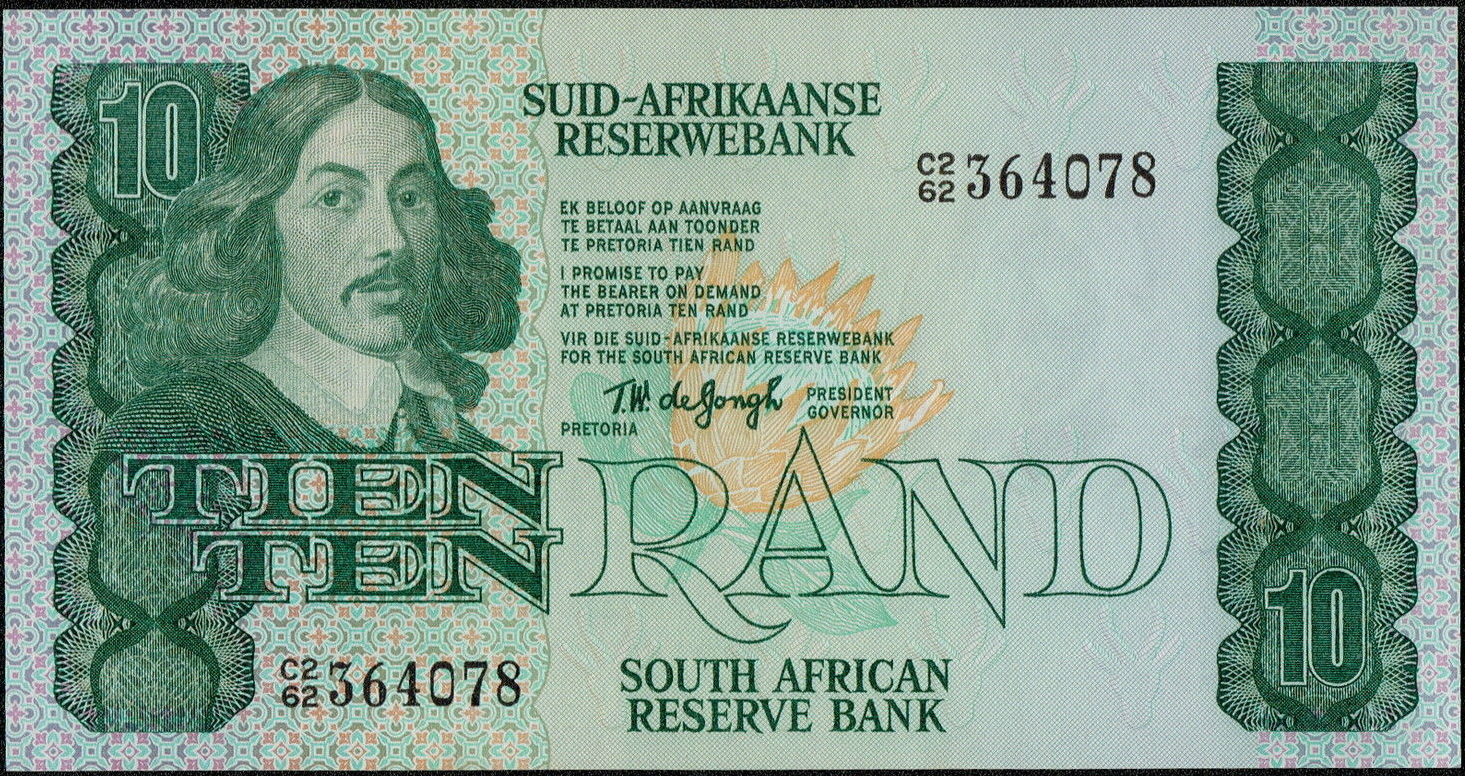 10
SUID-AFRIKAANSE
RESERWEBANK
C2
62 364078
EK BELOOF OP AANVRAAG
TE BETAAL AAN TOONDER
TE PRETORIA TIEN RAND
I PROMISE TO PAY
THE BEARER ON DEMAND
AT PRETORIA TEN RAND
VIR DIE SUID-AFRIKAANSE RESERWEBANK
FOR THE SOUTH AFRICAN RESERVE BANK
T.W. de Jongh
PRESIDENT
GOVERNOR
PRETORIA
TIEN
TEN
RAND
10
C2
62 364078
SOUTH AFRICAN
RESERVE BANK